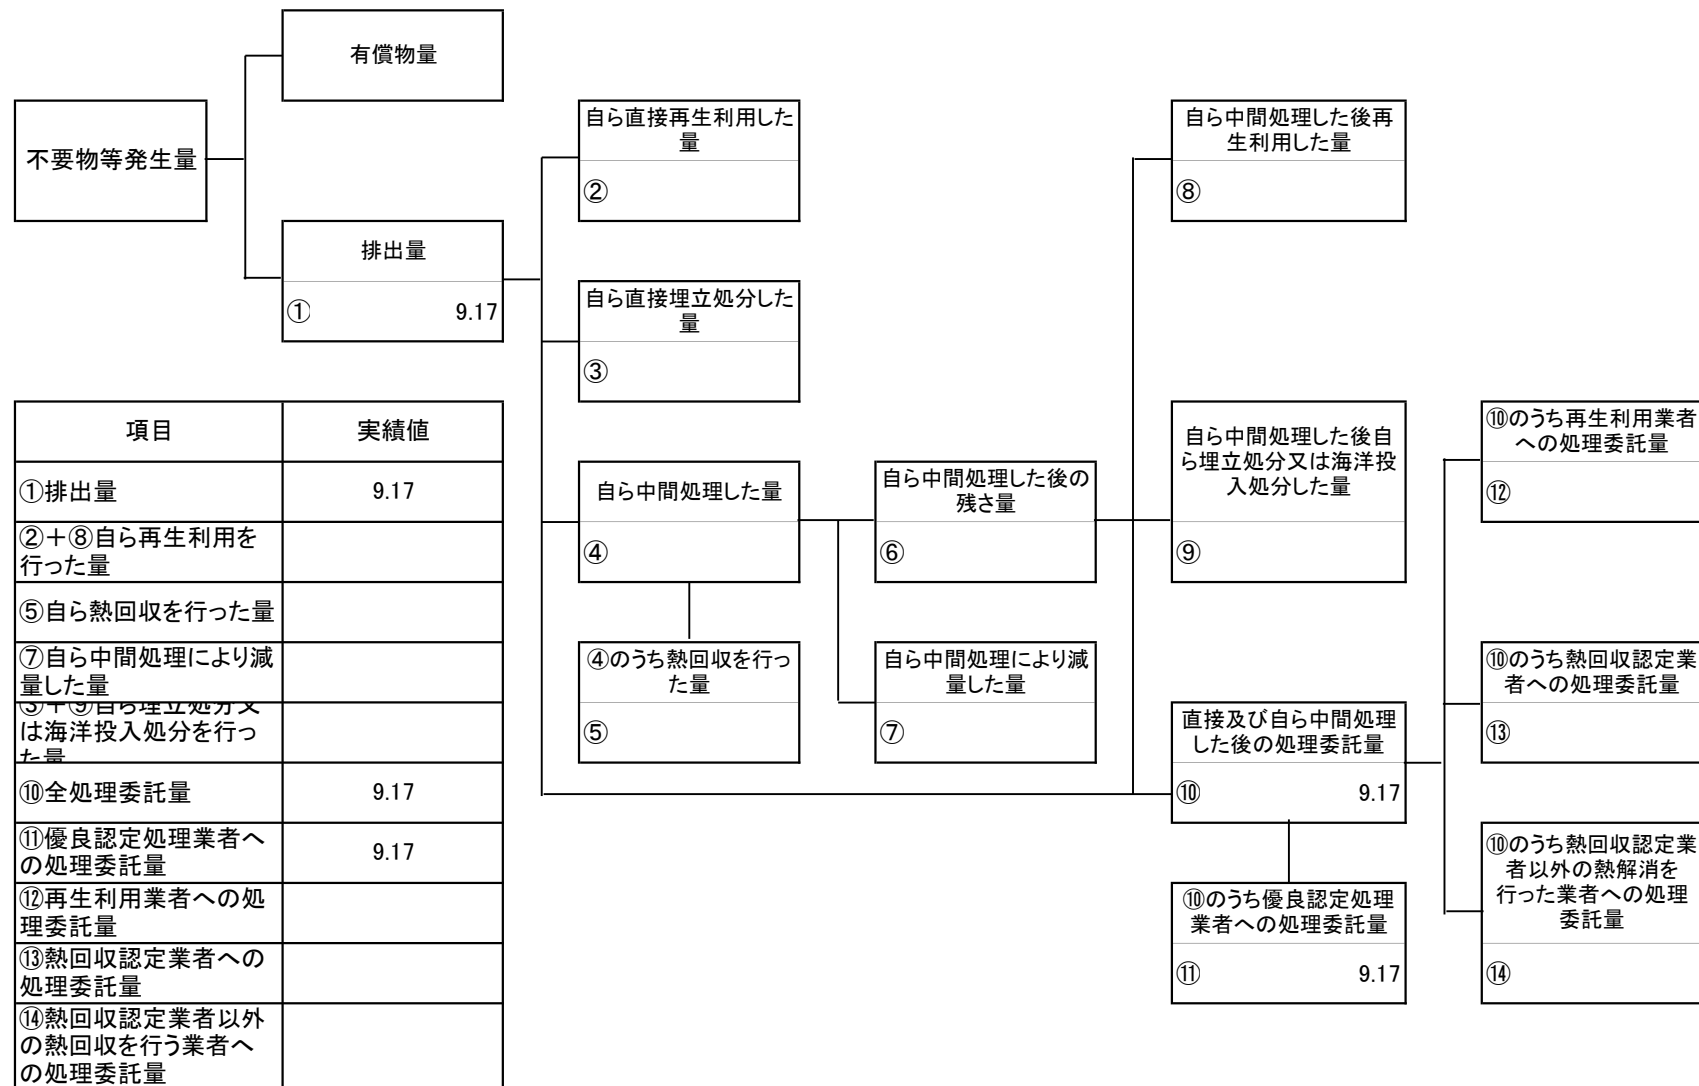 有償物量
不要物等発生量
排出量
① 9.17
自ら直接再生利用した
量
②
自ら直接埋立処分した
量
③
自ら中間処理した量
④
④のうち熱回収を行っ
た量
⑤
自ら中間処理した後の
残さ量
⑥
自ら中間処理により減
量した量
⑦
自ら中間処理した後再
生利用した量
⑧
自ら中間処理した後自
ら埋立処分又は海洋投
入処分した量
⑨
直接及び自ら中間処理
した後の処理委託量
⑩ 9.17
⑩のうち優良認定処理
業者への処理委託量
⑪ 9.17
⑩のうち再生利用業者
への処理委託量
⑫
⑩のうち熱回収認定業
者への処理委託量
⑬
⑩のうち熱回収認定業
者以外の熱解消を
行った業者への処理
委託量
⑭
項目 実績値
①排出量 9.17
②＋⑧自ら再生利用を
行った量
⑤自ら熱回収を行った量
⑦自ら中間処理により減
量した量
③＋⑨自ら埋立処分又
は海洋投入処分を行っ
た量
⑩全処理委託量 9.17
⑪優良認定処理業者へ
の処理委託量 9.17
⑫再生利用業者への処
理委託量
⑬熱回収認定業者への
処理委託量
⑭熱回収認定業者以外
の熱回収を行う業者へ
の処理委託量